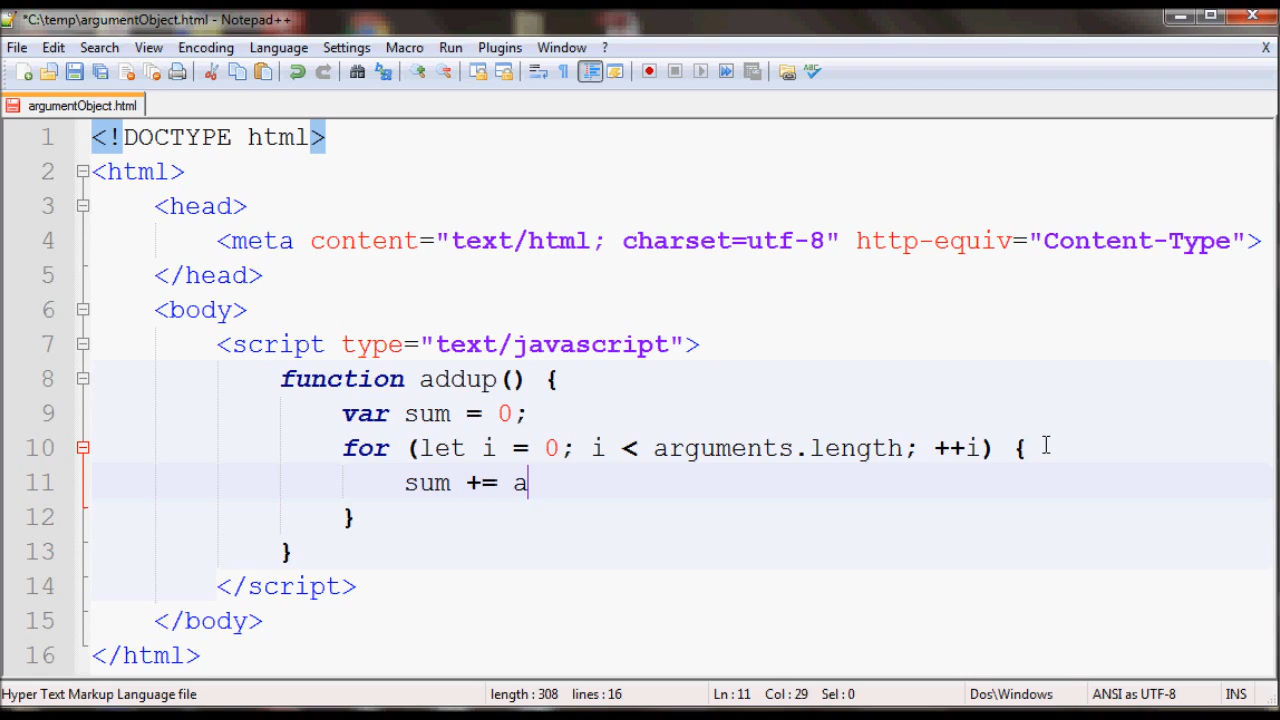 *C:\temp\argumentObject.html - Notepad++
File Edit Search View Encoding Language Settings Macro Run Plugins Window ? X
argumentObject.html
1 <!DOCTYPE html>
2 <html>
3 <head>
4 <meta content="text/html; charset=utf-8" http-equiv="Content-Type">
5 </head>
6 <body>
7 <script type="text/javascript">
8 function addup() {
9 var sum = 0;
10 for (let i = 0; i < arguments.length; ++i) {
11 sum += a
12 }
13 }
14 </script>
15 </body>
16 </html>
Hyper Text Markup Language file length : 308 lines : 16 Ln : 11 Col : 29 Sel : 0 Dos\Windows ANSI as UTF-8 INS